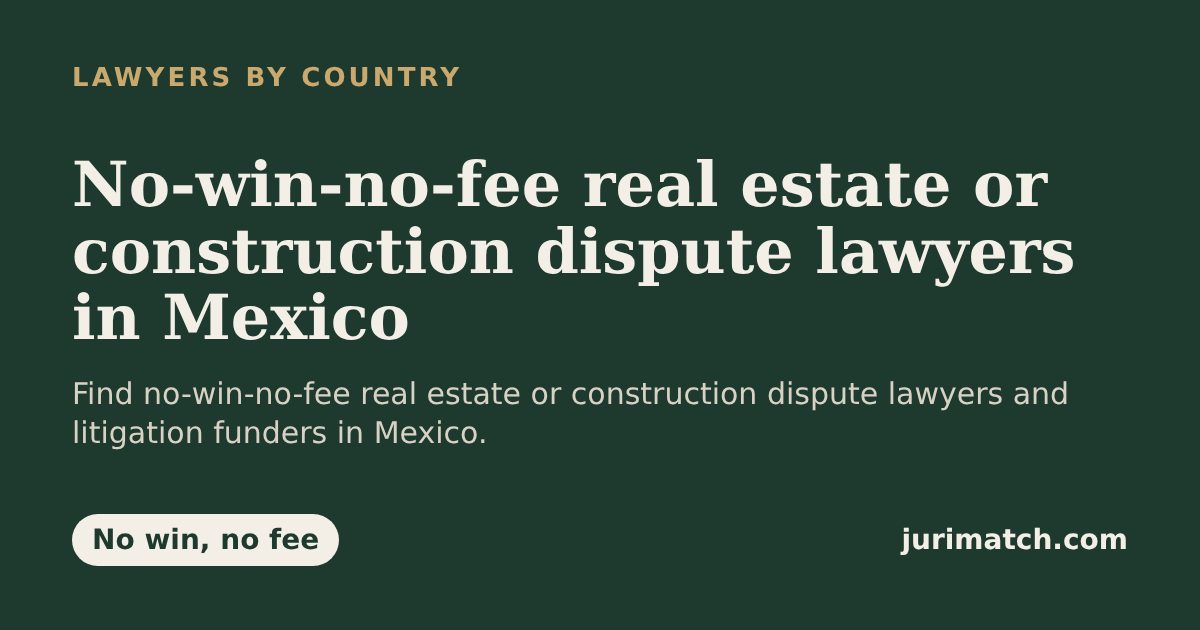 LAWYERS BY COUNTRY
No-win-no-fee real estate or
construction dispute lawyers
in Mexico
Find no-win-no-fee real estate or construction dispute lawyers and
litigation funders in Mexico.
No win, no fee
jurimatch.com